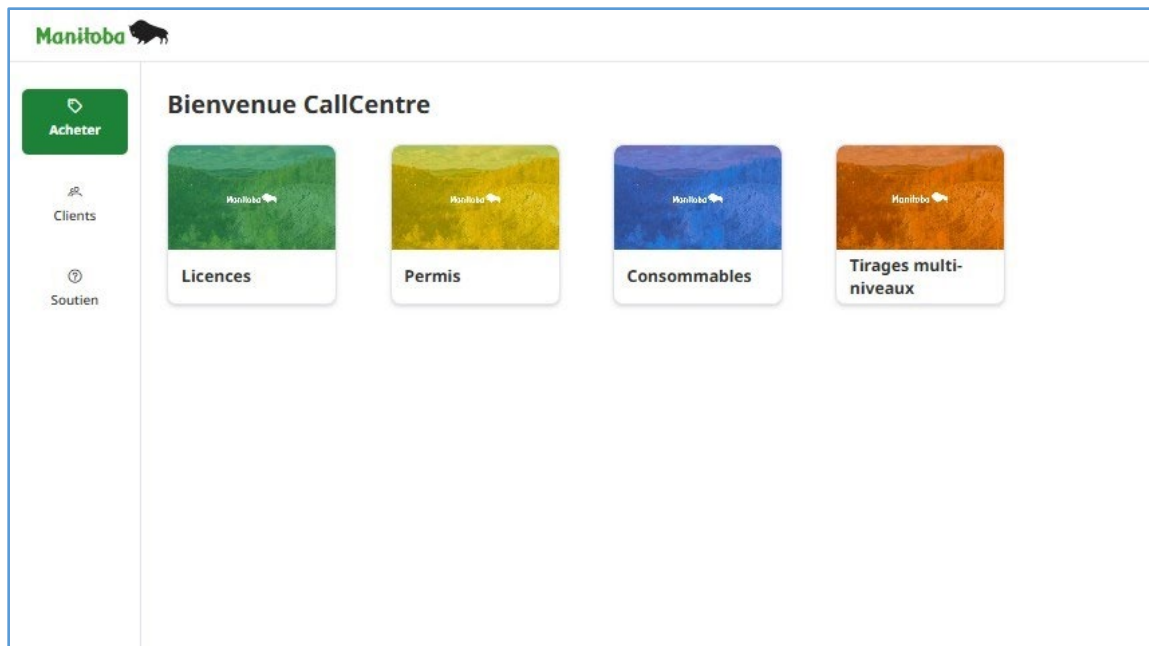 Manitoba
Acheter
Clients
Soutien
Bienvenue CallCentre
Manitoba
Manitoba
Manitoba
Manitoba
Licences
Permis
Consommables
Tirages multi-
niveaux